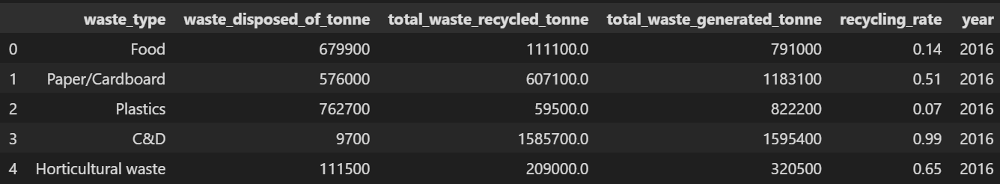 waste_type waste_disposed_of_tonne total_waste_recycled_tonne total_waste_generated_tonne recycling_rate year
0 Food 679900 111100.0 791000 0.14 2016
1 Paper/Cardboard 576000 607100.0 1183100 0.51 2016
2 Plastics 762700 59500.0 822200 0.07 2016
3 C&D 9700 1585700.0 1595400 0.99 2016
4 Horticultural waste 111500 209000.0 320500 0.65 2016